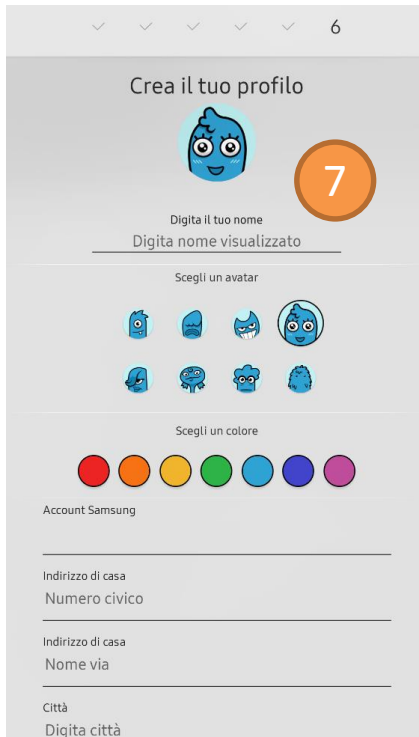 6
Crea il tuo profilo
7
Digita il tuo nome
Digita nome visualizzato
Scegli un avatar
Scegli un colore
Account Samsung
Indirizzo di casa
Numero civico
Indirizzo di casa
Nome via
Città
Digita città